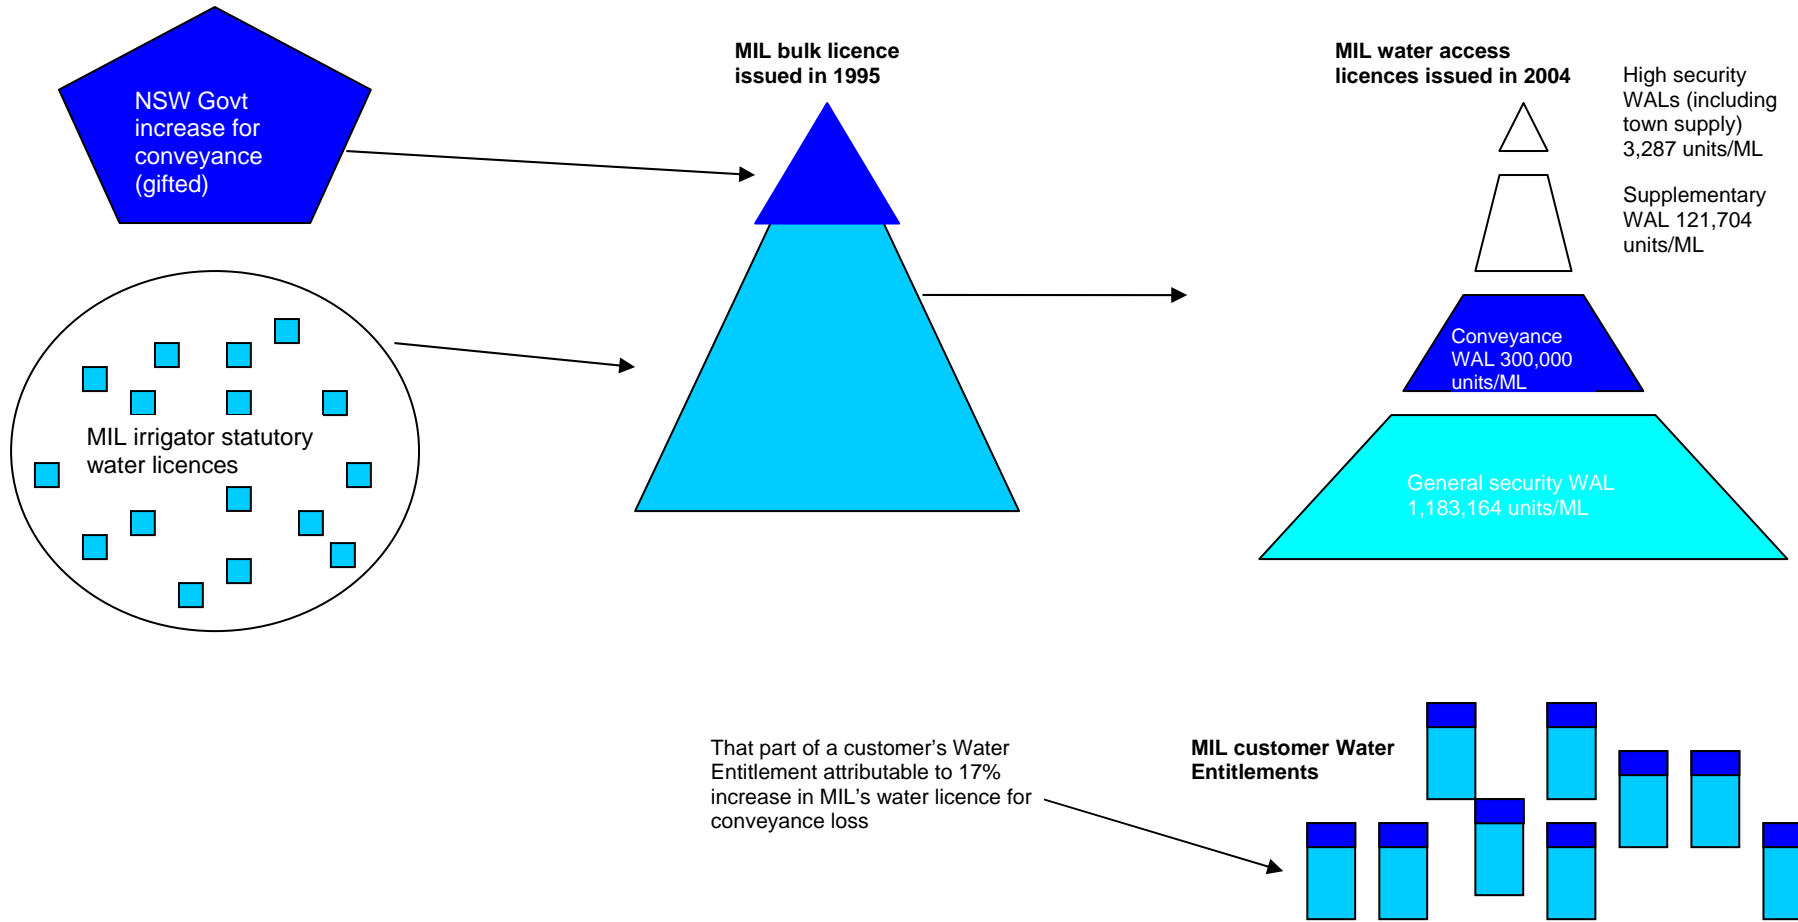 NSW Govt
increase for
conveyance
(gifted)
MIL irrigator statutory
water licences
MIL bulk licence
issued in 1995
MIL water access
licences issued in 2004
High security
WALs (including
town supply)
3,287 units/ML
Supplementary
WAL 121,704
units/ML
Conveyance
WAL 300,000
units/ML
General security WAL
1,183,164 units/ML
That part of a customer’s Water
Entitlement attributable to 17%
increase in MIL’s water licence for
conveyance loss
MIL customer Water
Entitlements